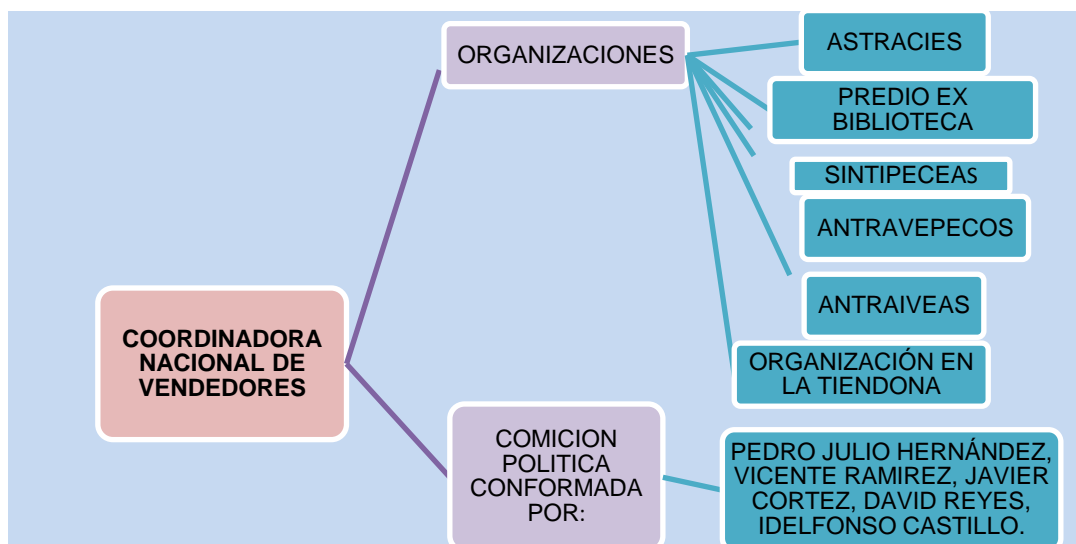 COORDINADORA
NACIONAL DE
VENDEDORES
ORGANIZACIONES
ASTRACIES
PREDIO EX
BIBLIOTECA
SINTIPECEAS
ANTRAVEPECOS
ANTRAIVEAS
ORGANIZACIÓN EN
LA TIENDONA
COMICION
POLITICA
CONFORMADA
POR:
PEDRO JULIO HERNÁNDEZ,
VICENTE RAMIREZ, JAVIER
CORTEZ, DAVID REYES,
IDELFONSO CASTILLO.